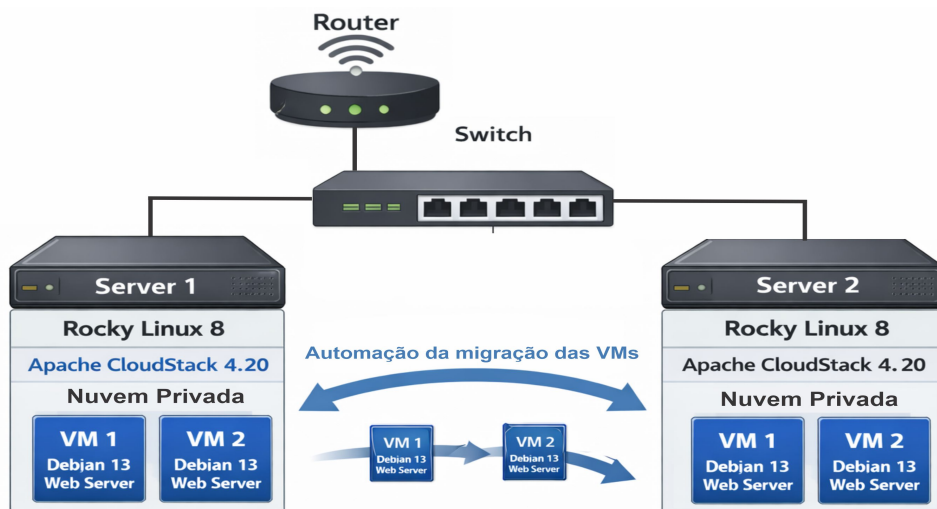 Router
Switch
Server 1
Rocky Linux 8
Apache CloudStack 4.20
Nuvem Privada
VM 1
Debian 13
Web Server
VM 2
Debian 13
Web Server
Automação da migração das VMs
VM 1
Debian 13
Web Server
VM 2
Debian 13
Web Server
Server 2
Rocky Linux 8
Apache CloudStack 4.20
Nuvem Privada
VM 1
Debian 13
Web Server
VM 2
Debian 13
Web Server